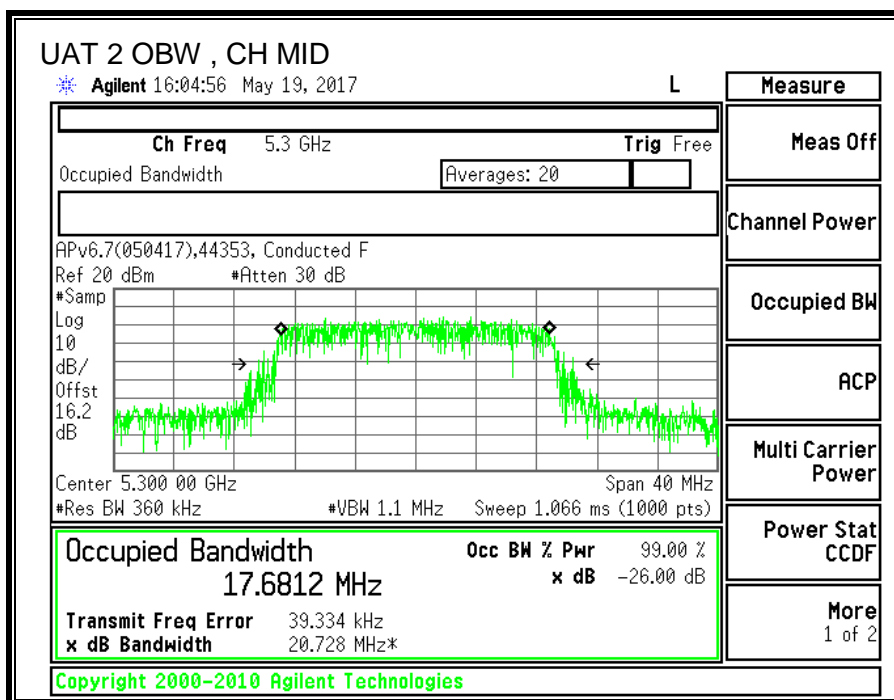 UAT 2 OBW , CH MID
Agilent 16:04:56 May 19, 2017 L
Measure
Ch Freq 5.3 GHz Trig Free
Occupied Bandwidth Averages: 20
APv6.7(050417),44353, Conducted F
Ref 20 dBm #Atten 30 dB
#Samp
Log
10
dB/
Offst
16.2
dB
Center 5.300 00 GHz Span 40 MHz
#Res BW 360 kHz #VBW 1.1 MHz Sweep 1.066 ms (1000 pts)
Occupied Bandwidth Occ BW % Pwr 99.00 %
17.6812 MHz x dB -26.00 dB
Transmit Freq Error 39.334 kHz
x dB Bandwidth 20.728 MHz*
Copyright 2000-2010 Agilent Technologies
Meas Off
Channel Power
Occupied BW
ACP
Multi Carrier
Power
Power Stat
CCDF
More
1 of 2